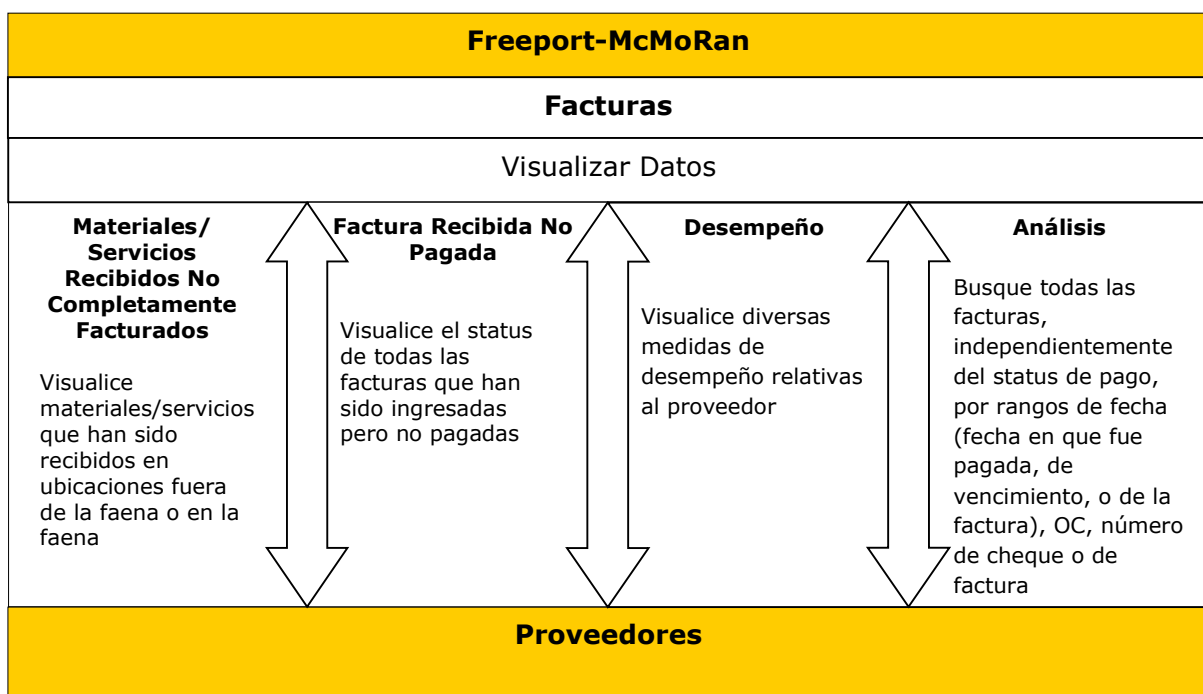 Freeport-McMoRan
Facturas
Visualizar Datos
Materiales/
Servicios
Recibidos No
Completamente
Facturados
Visualice
materiales/servicios
que han sido
recibidos en
ubicaciones fuera
de la faena o en la
faena
Factura Recibida No
Pagada
Visualice el status
de todas las
facturas que han
sido ingresadas
pero no pagadas
Desempeño
Visualice diversas
medidas de
desempeño relativas
al proveedor
Análisis
Busque todas las
facturas,
independientemente
del status de pago,
por rangos de fecha
(fecha en que fue
pagada, de
vencimiento, o de la
factura), OC, número
de cheque o de
factura
Proveedores